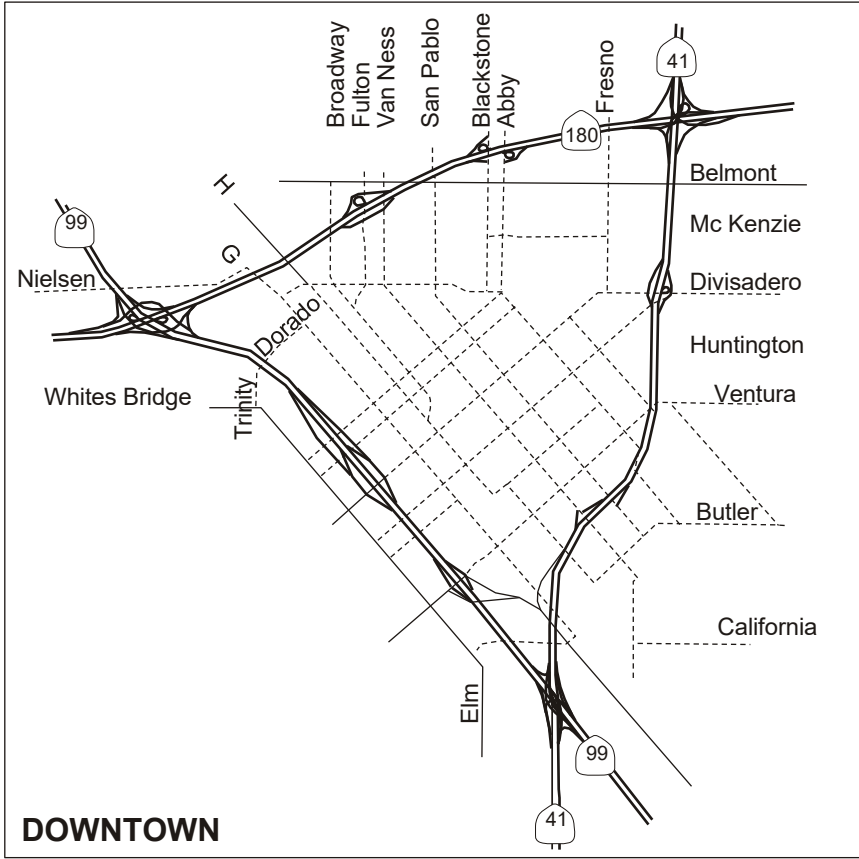 Broadway
Fulton
Van Ness
San Pablo
Blackstone
Abby
Fresno
41
180
Belmont
H
Mc Kenzie
99
G
Nielsen
Divisadero
Dorado
Huntington
Whites Bridge
Trinity
Ventura
Butler
California
Elm
99
41
DOWNTOWN